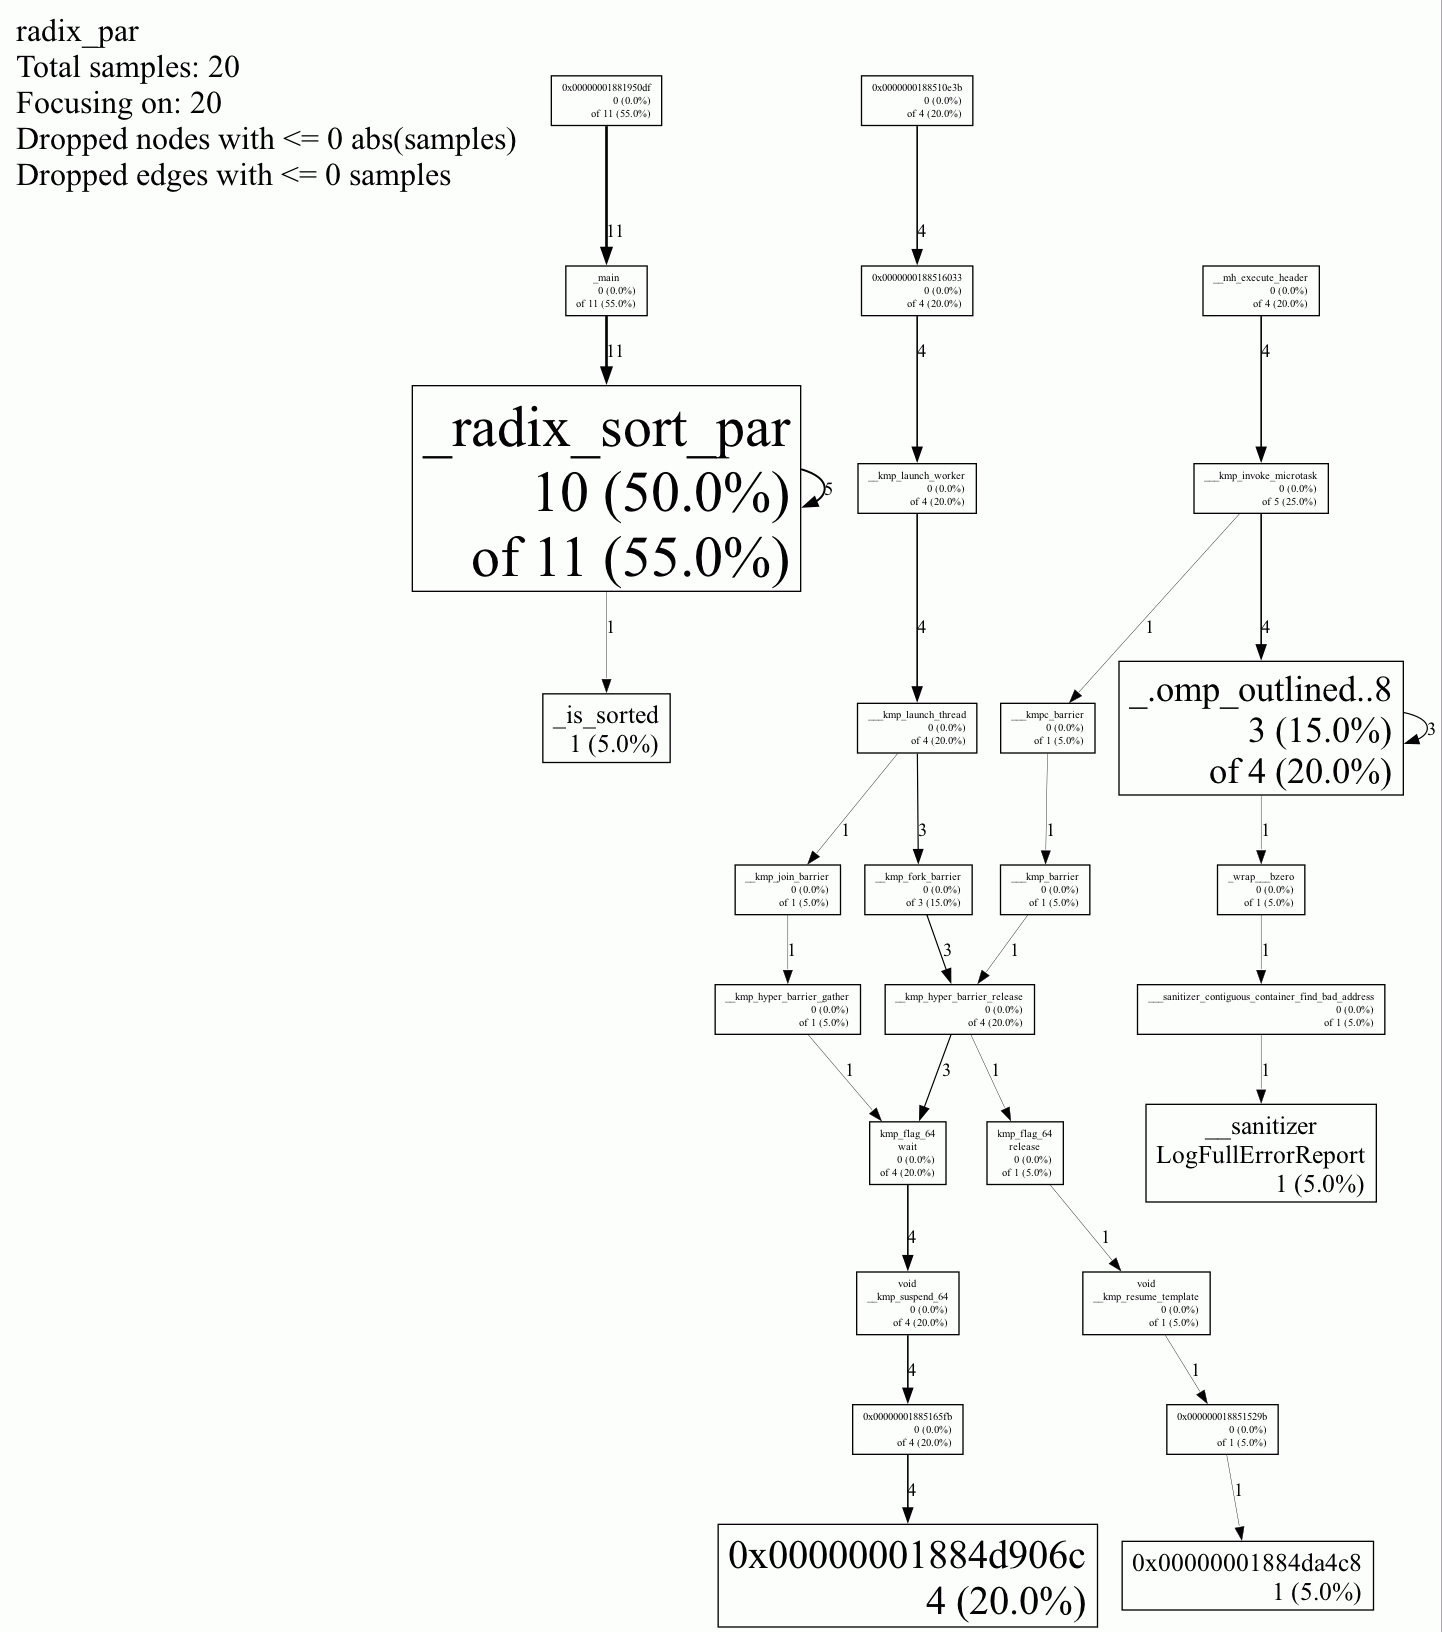 radix_par
Total samples: 20
Focusing on: 20
Dropped nodes with <= 0 abs(samples)
Dropped edges with <= 0 samples
0x00000001881950df
0 (0.0%)
of 11 (55.0%)
0x0000000188510e3b
0 (0.0%)
of 4 (20.0%)
11
4
_main
0 (0.0%)
of 11 (55.0%)
0x0000000188516033
0 (0.0%)
of 4 (20.0%)
__mh_execute_header
0 (0.0%)
of 4 (20.0%)
11
4
4
_radix_sort_par
10 (50.0%)
of 11 (55.0%)
5
__kmp_launch_worker
0 (0.0%)
of 4 (20.0%)
___kmp_invoke_microtask
0 (0.0%)
of 5 (25.0%)
1
4
1
4
_is_sorted
1 (5.0%)
___kmp_launch_thread
0 (0.0%)
of 4 (20.0%)
___kmpc_barrier
0 (0.0%)
of 1 (5.0%)
_.omp_outlined..8
3 (15.0%)
of 4 (20.0%)
3
1
3
1
1
__kmp_join_barrier
0 (0.0%)
of 1 (5.0%)
__kmp_fork_barrier
0 (0.0%)
of 3 (15.0%)
___kmp_barrier
0 (0.0%)
of 1 (5.0%)
_wrap___bzero
0 (0.0%)
of 1 (5.0%)
1
3
1
1
__kmp_hyper_barrier_gather
0 (0.0%)
of 1 (5.0%)
__kmp_hyper_barrier_release
0 (0.0%)
of 4 (20.0%)
___sanitizer_contiguous_container_find_bad_address
0 (0.0%)
of 1 (5.0%)
1
3
1
1
kmp_flag_64
wait
0 (0.0%)
of 4 (20.0%)
kmp_flag_64
release
0 (0.0%)
of 1 (5.0%)
__sanitizer
LogFullErrorReport
1 (5.0%)
4
1
void
__kmp_suspend_64
0 (0.0%)
of 4 (20.0%)
void
__kmp_resume_template
0 (0.0%)
of 1 (5.0%)
4
1
0x00000001885165fb
0 (0.0%)
of 4 (20.0%)
0x000000018851529b
0 (0.0%)
of 1 (5.0%)
4
1
0x00000001884d906c
4 (20.0%)
0x00000001884da4c8
1 (5.0%)